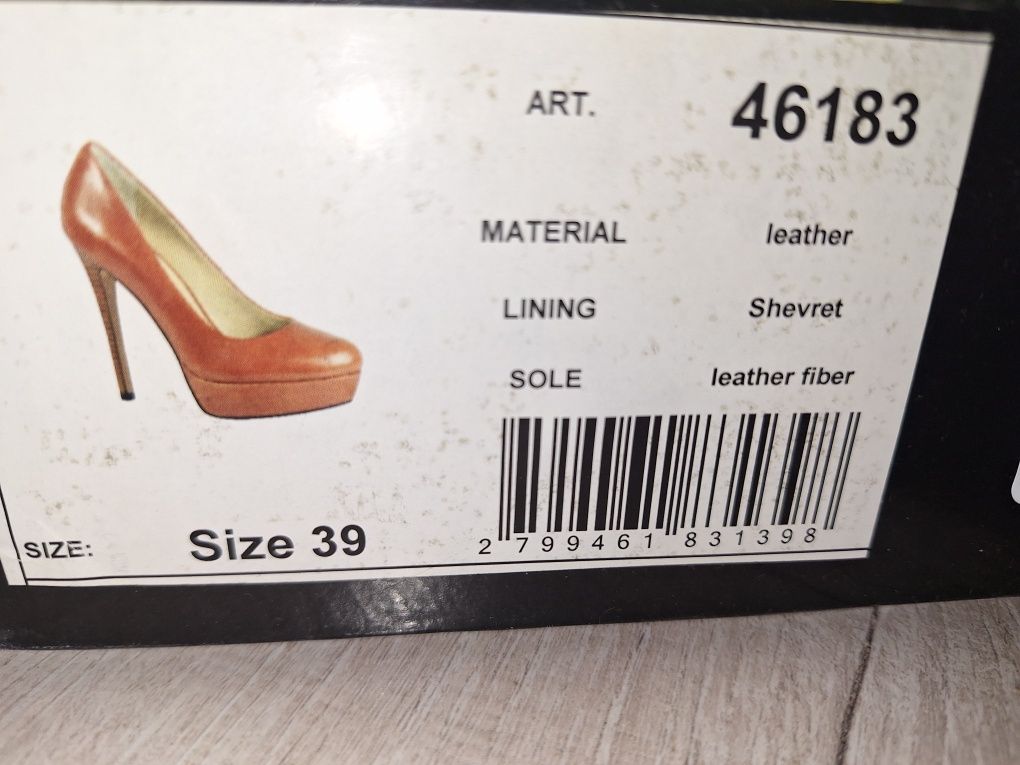 ART. 46183
MATERIAL leather
LINING Shevret
SOLE leather fiber
2 799461 831398
SIZE: Size 39